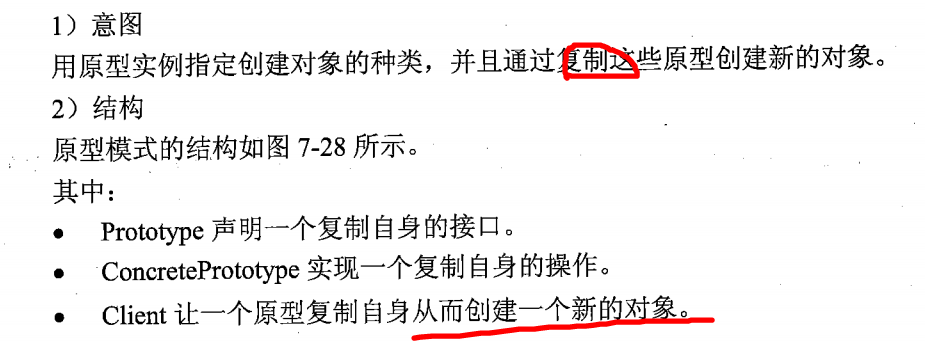 1）意图
用原型实例指定创建对象的种类，并且通过复制这些原型创建新的对象。
2）结构
原型模式的结构如图 7-28 所示。
其中：
● Prototype 声明一个复制自身的接口。
● ConcretePrototype 实现一个复制自身的操作。
● Client 让一个原型复制自身从而创建一个新的对象。